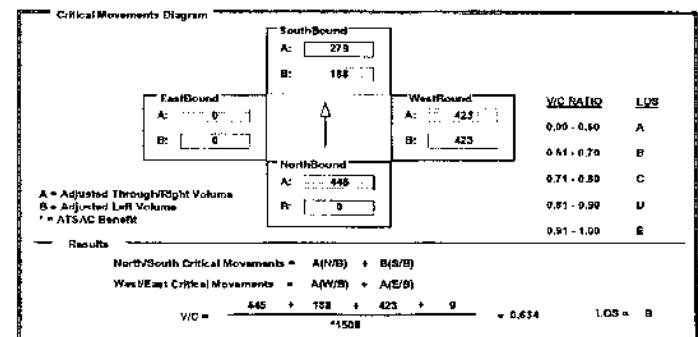 Critical Movements Diagram
SouthBound
A: 279
B: 188
EastBound
A: 0
B: 0
WestBound
A: 423
B: 423
NorthBound
A: 445
B: 0
V/C RATIO LOS
0.00 - 0.60 A
0.61 - 0.70 B
0.71 - 0.80 C
0.81 - 0.90 D
0.91 - 1.00 E
A = Adjusted Through/Right Volume
B = Adjusted Left Volume
* = ATSAC Benefit
Results
North/South Critical Movements = A(N/B) + B(S/B)
West/East Critical Movements = A(W/B) + A(E/B)
V/C = 445 + 188 + 423 + 0
*1500
= 0.634 LOS = B